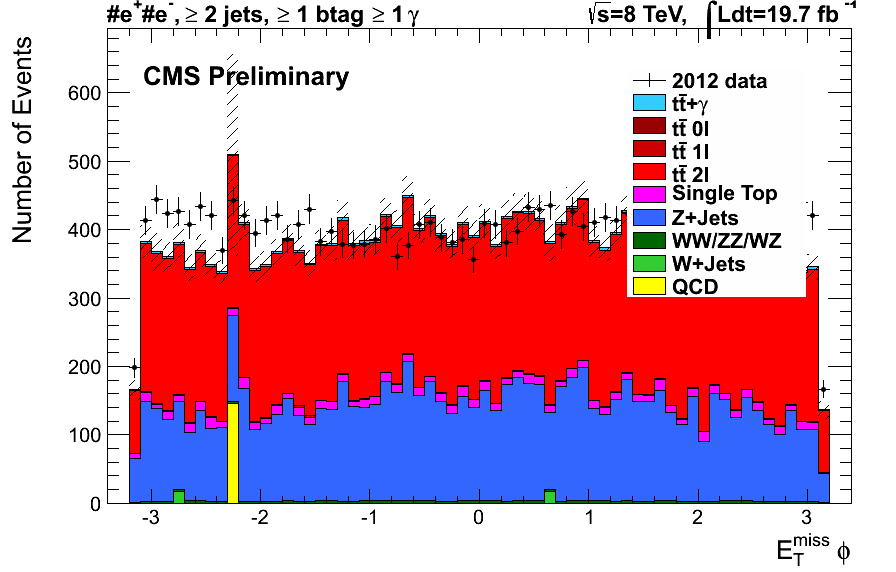 #e⁺#e⁻, ≥ 2 jets, ≥ 1 btag ≥ 1 γ
√s=8 TeV, ∫Ldt=19.7 fb⁻¹
CMS Preliminary
Number of Events
600
500
400
300
200
100
0
2012 data
tt̄+γ
tt̄ 0l
tt̄ 1l
tt̄ 2l
Single Top
Z+Jets
WW/ZZ/WZ
W+Jets
QCD
-3 -2 -1 0 1 2 3
E_T^miss φ